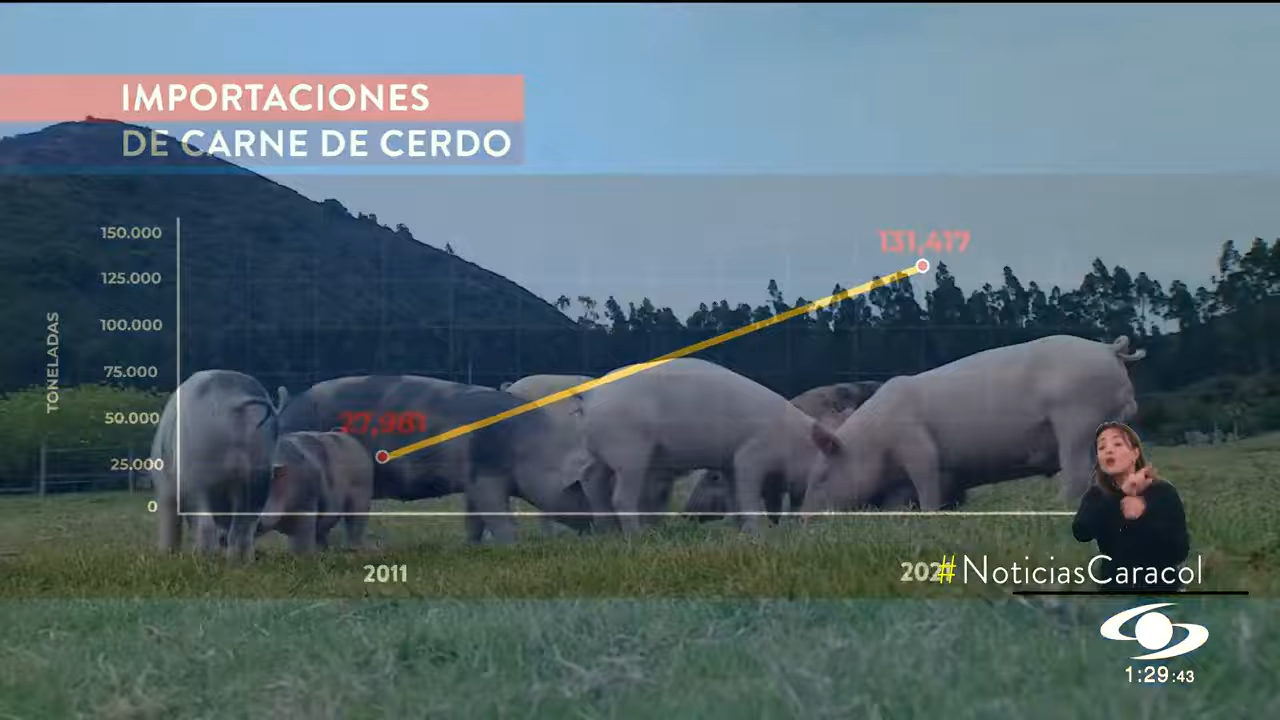 IMPORTACIONES
DE CARNE DE CERDO
150.000
125.000
100.000
75.000
50.000
25.000
0
TONELADAS
27,981
131,417
2011
#NoticiasCaracol
1:29:43